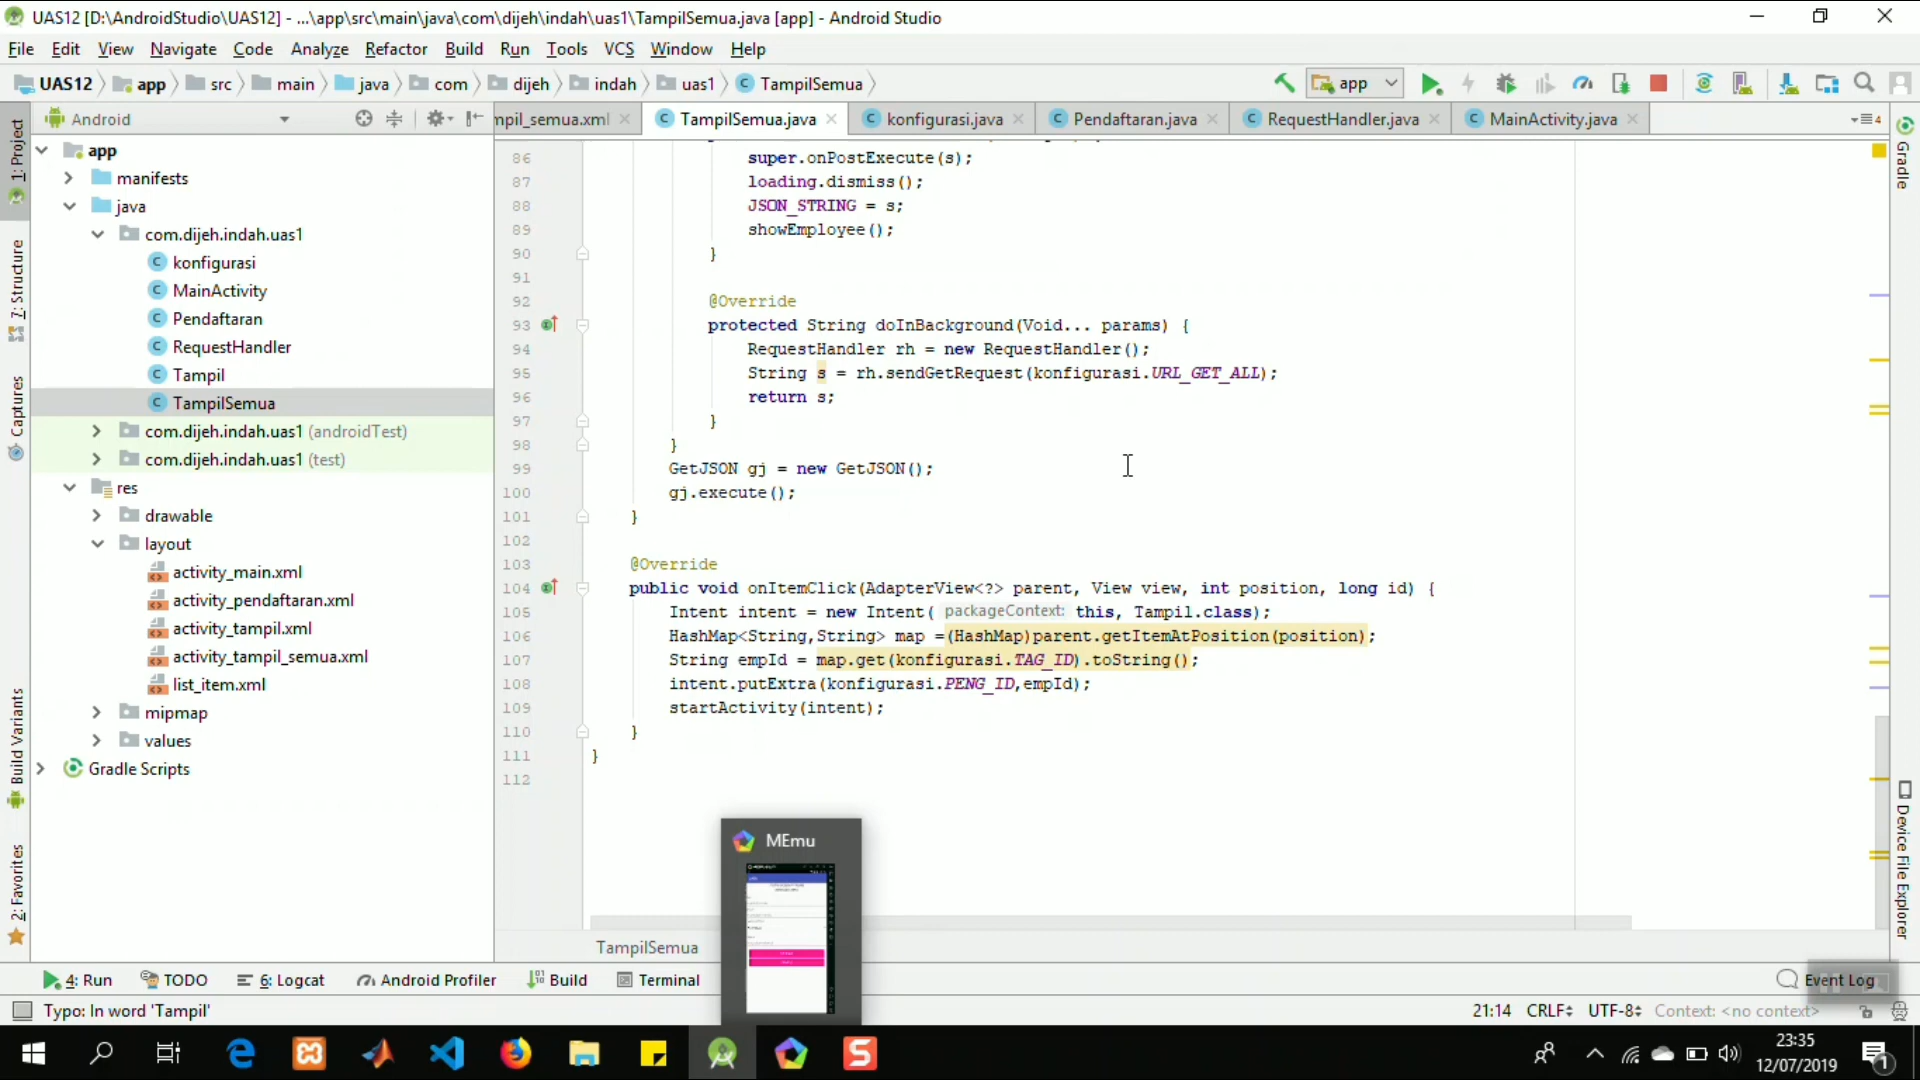 UAS12 [D:\AndroidStudio\UAS12] - ...\app\src\main\java\com\dijeh\indah\uas1\TampilSemua.java [app] - Android Studio
File Edit View Navigate Code Analyze Refactor Build Run Tools VCS Window Help
UAS12 app src main java com dijeh indah uas1 TampilSemua app
Android mpil_semua.xml TampilSemua.java konfigurasi.java Pendaftaran.java RequestHandler.java MainActivity.java 4
1: Project
7: Structure
Captures
Build Variants
2: Favorites
app
manifests
java
com.dijeh.indah.uas1
konfigurasi
MainActivity
Pendaftaran
RequestHandler
Tampil
TampilSemua
com.dijeh.indah.uas1 (androidTest)
com.dijeh.indah.uas1 (test)
res
drawable
layout
activity_main.xml
activity_pendaftaran.xml
activity_tampil.xml
activity_tampil_semua.xml
list_item.xml
mipmap
values
Gradle Scripts
86 super.onPostExecute(s);
87 loading.dismiss();
88 JSON_STRING = s;
89 showEmployee();
90 }
91
92 @Override
93 protected String doInBackground(Void... params) {
94 RequestHandler rh = new RequestHandler();
95 String s = rh.sendGetRequest(konfigurasi.URL_GET_ALL);
96 return s;
97 }
98 }
99 GetJSON gj = new GetJSON();
100 gj.execute();
101 }
102
103 @Override
104 public void onItemClick(AdapterView<?> parent, View view, int position, long id) {
105 Intent intent = new Intent( packageContext: this, Tampil.class);
106 HashMap<String,String> map =(HashMap)parent.getItemAtPosition(position);
107 String empId = map.get(konfigurasi.TAG_ID).toString();
108 intent.putExtra(konfigurasi.PENG_ID,empId);
109 startActivity(intent);
110 }
111 }
112
TampilSemua
Gradle
Device File Explorer
MEmu
4: Run TODO 6: Logcat Android Profiler Build Terminal Event Log
Typo: In word 'Tampil' 21:14 CRLF UTF-8 Context: <no context>
23:35
12/07/2019
1